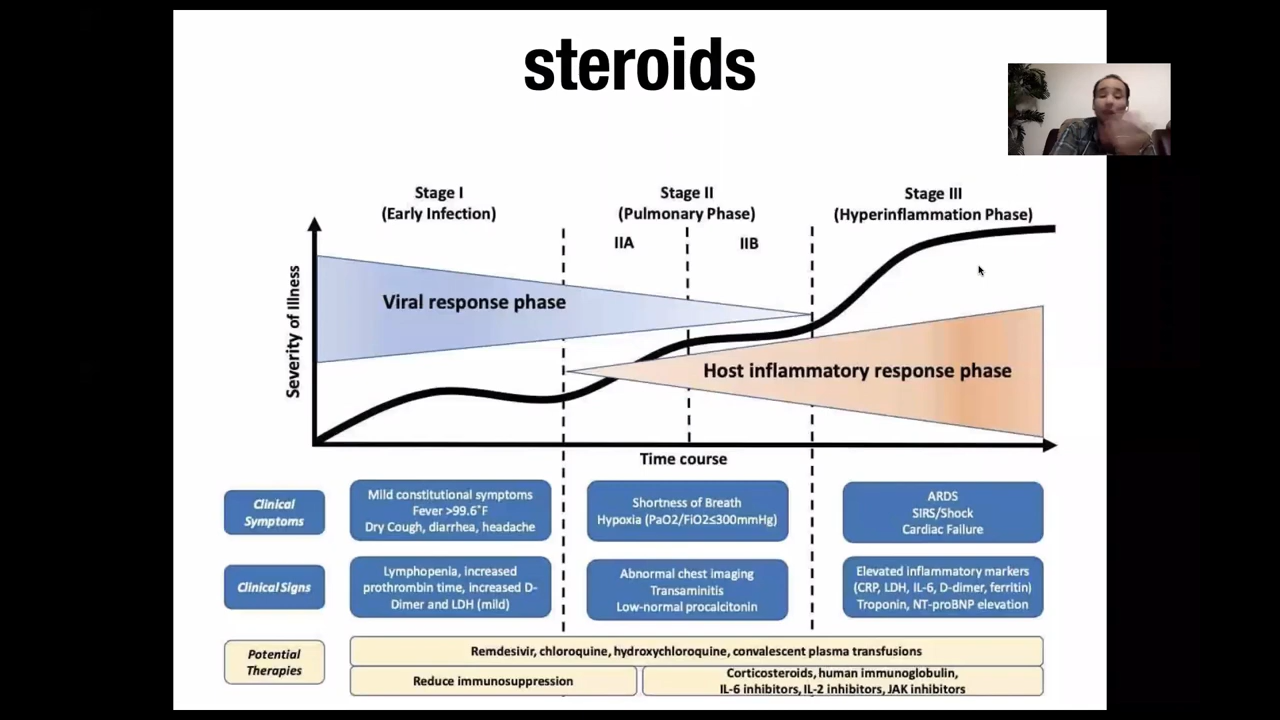 steroids
Stage I
(Early Infection)
Stage II
(Pulmonary Phase)
Stage III
(Hyperinflammation Phase)
IIA
IIB
Severity of Illness
Viral response phase
Host inflammatory response phase
Time course
Clinical
Symptoms
Mild constitutional symptoms
Fever >99.6°F
Dry Cough, diarrhea, headache
Shortness of Breath
Hypoxia (PaO2/FiO2≤300mmHg)
ARDS
SIRS/Shock
Cardiac Failure
Clinical Signs
Lymphopenia, increased
prothrombin time, increased D-
Dimer and LDH (mild)
Abnormal chest imaging
Transaminitis
Low-normal procalcitonin
Elevated inflammatory markers
(CRP, LDH, IL-6, D-dimer, ferritin)
Troponin, NT-proBNP elevation
Potential
Therapies
Remdesivir, chloroquine, hydroxychloroquine, convalescent plasma transfusions
Reduce immunosuppression
Corticosteroids, human immunoglobulin,
IL-6 inhibitors, IL-2 inhibitors, JAK inhibitors